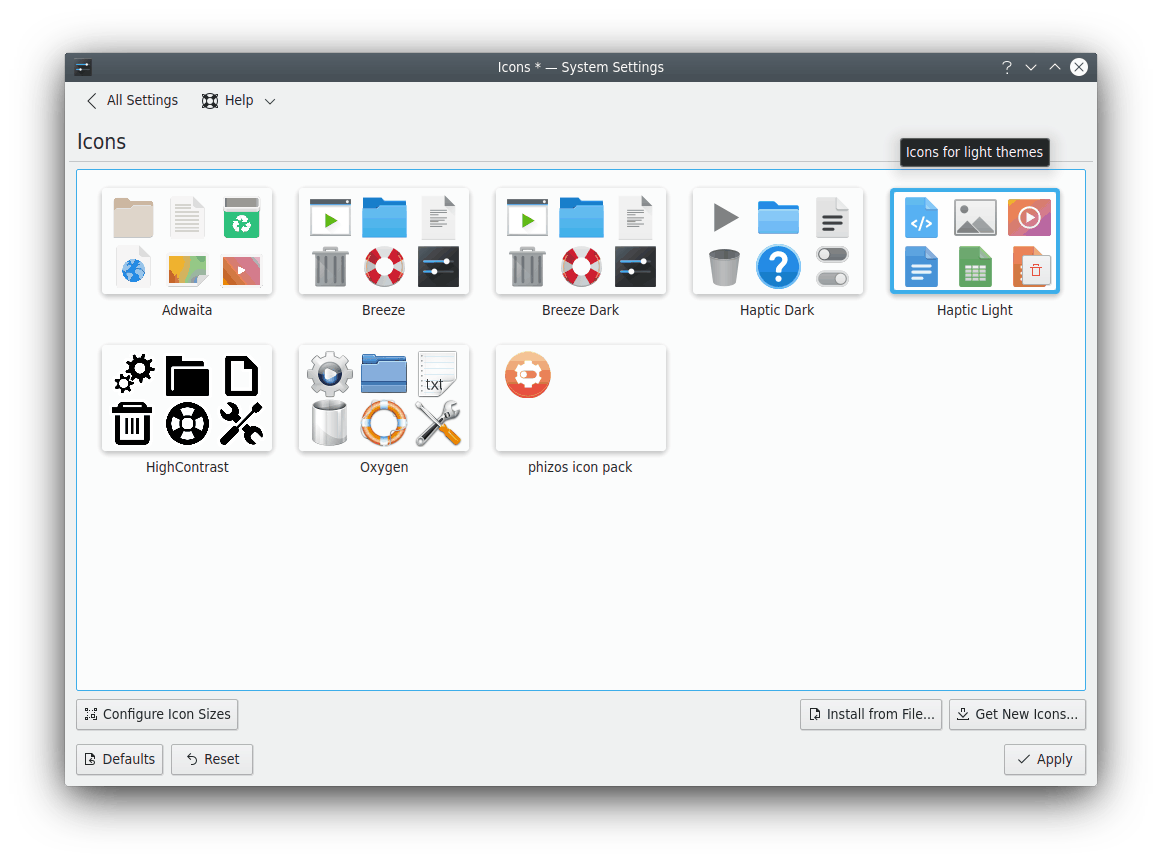 Icons * — System Settings
All Settings
Help
Icons
Icons for light themes
Adwaita
Breeze
Breeze Dark
Haptic Dark
Haptic Light
txt
HighContrast
Oxygen
phizos icon pack
Configure Icon Sizes
Install from File...
Get New Icons...
Defaults
Reset
Apply